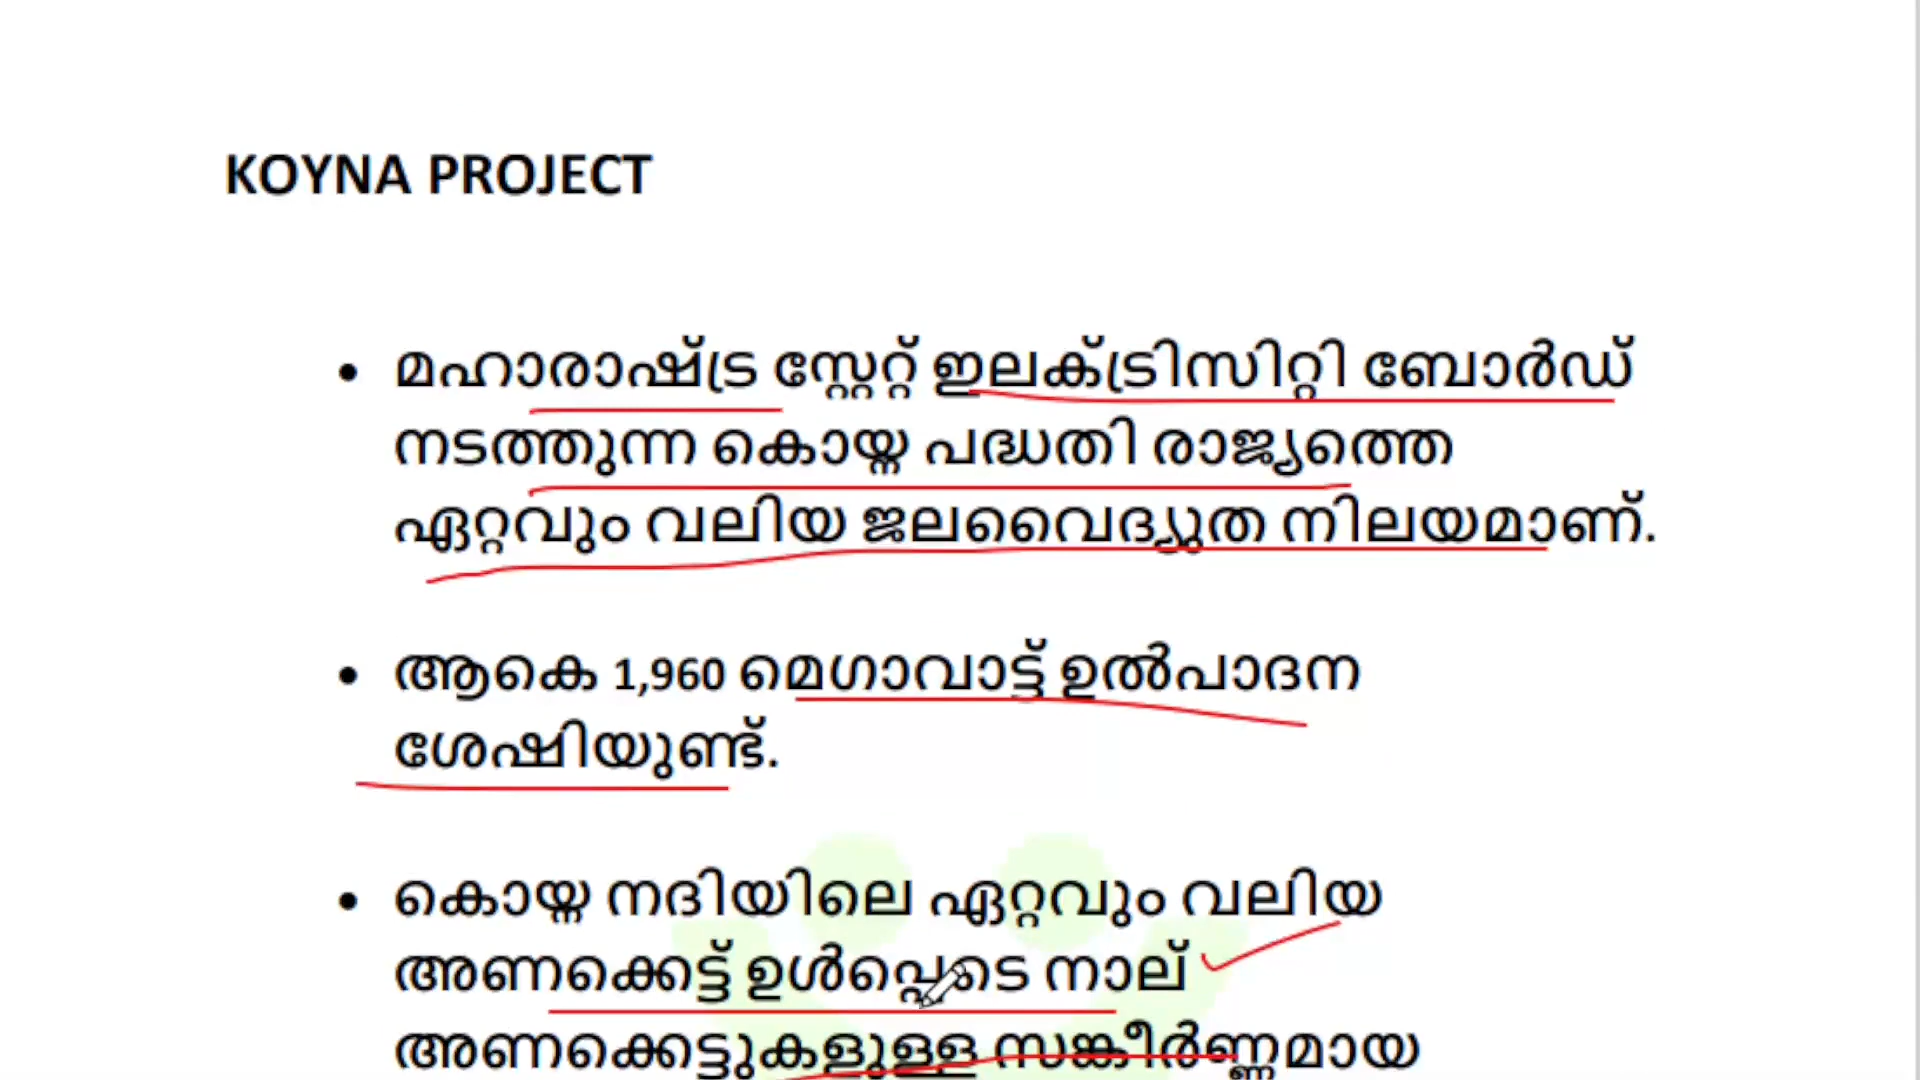 KOYNA PROJECT
• മഹാരാഷ്ട്ര സ്റ്റേറ്റ് ഇലക്ട്രിസിറ്റി ബോർഡ്
നടത്തുന്ന കൊയ്ന പദ്ധതി രാജ്യത്തെ
ഏറ്റവും വലിയ ജലവൈദ്യുത നിലയമാണ്.
• ആകെ 1,960 മെഗാവാട്ട് ഉൽപാദന
ശേഷിയുണ്ട്.
• കൊയ്ന നദിയിലെ ഏറ്റവും വലിയ
അണക്കെട്ട് ഉൾപ്പെടെ നാല്
അണക്കെട്ടുകളുള്ള സങ്കീർണ്ണമായ